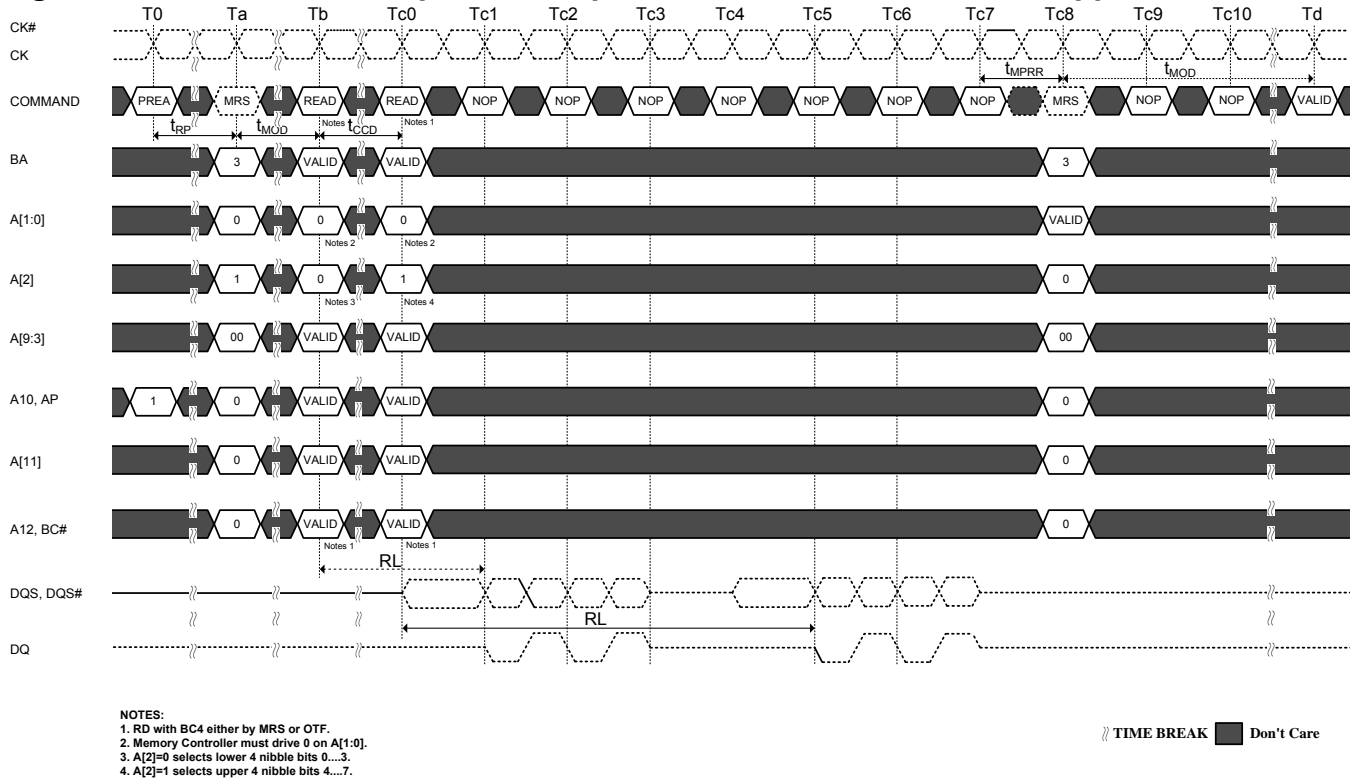 T0 Ta Tb Tc0 Tc1 Tc2 Tc3 Tc4 Tc5 Tc6 Tc7 Tc8 Tc9 Tc10 Td
CK#
CK
tMPRR tMOD
COMMAND PREA MRS READ READ NOP NOP NOP NOP NOP NOP NOP MRS NOP NOP VALID
Notes 1 Notes 1
tRP tMOD tCCD
BA 3 VALID VALID 3
A[1:0] 0 0 0 VALID
Notes 2 Notes 2
A[2] 1 0 1 0
Notes 3 Notes 4
A[9:3] 00 VALID VALID 00
A10, AP 1 0 VALID VALID 0
A[11] 0 VALID VALID 0
A12, BC# 0 VALID VALID 0
Notes 1 Notes 1
RL
DQS, DQS#
RL
DQ
NOTES:
1. RD with BC4 either by MRS or OTF.
2. Memory Controller must drive 0 on A[1:0].
3. A[2]=0 selects lower 4 nibble bits 0....3.
4. A[2]=1 selects upper 4 nibble bits 4....7.
TIME BREAK Don't Care